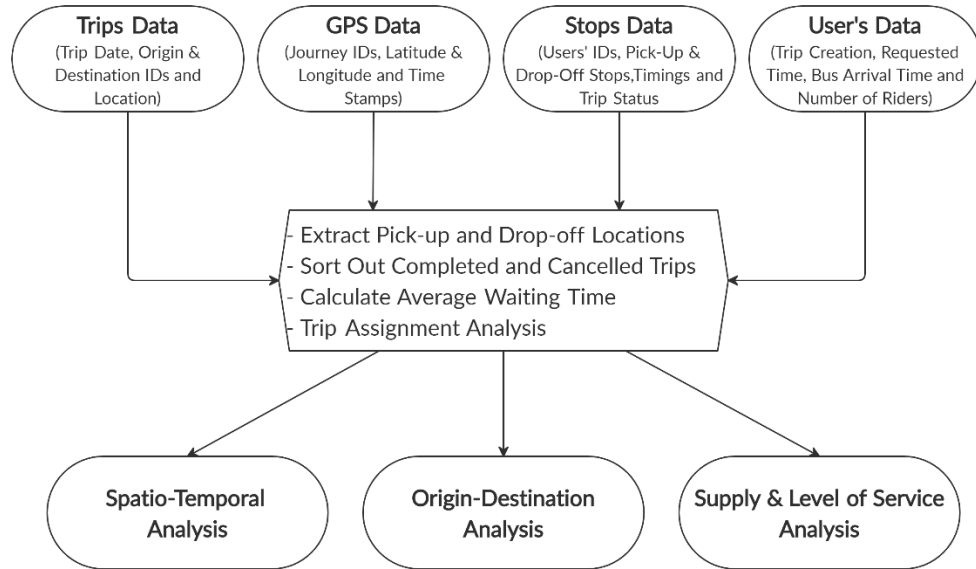 Trips Data
(Trip Date, Origin &
Destination IDs and
Location)
GPS Data
(Journey IDs, Latitude &
Longitude and Time
Stamps)
Stops Data
(Users' IDs, Pick-Up &
Drop-Off Stops,Timings and
Trip Status
User's Data
(Trip Creation, Requested
Time, Bus Arrival Time and
Number of Riders)
- Extract Pick-up and Drop-off Locations
- Sort Out Completed and Cancelled Trips
- Calculate Average Waiting Time
- Trip Assignment Analysis
Spatio-Temporal
Analysis
Origin-Destination
Analysis
Supply & Level of Service
Analysis